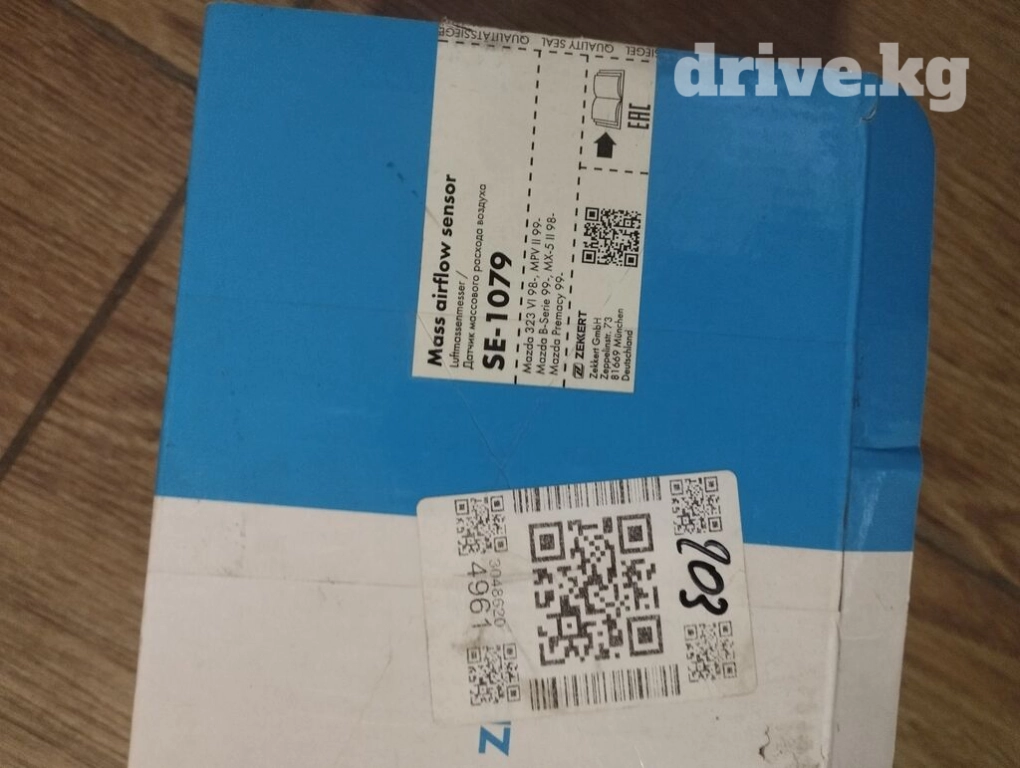 drive.kg
QUALITÄTSSIEGEL QUALITY SEAL
SIEGEL
EAC
Mass airflow sensor
Luftmassenmesser /
Датчик массового расхода воздуха
SE-1079
Mazda 323 VI 98-, MPV II 99-
Mazda B-Serie 99-, MX-5 II 98-
Mazda Premacy 99-
ZEKKERT
Zekkert GmbH
Zeppelinstr. 73
81669 München
Deutschland
3048620
4961
903